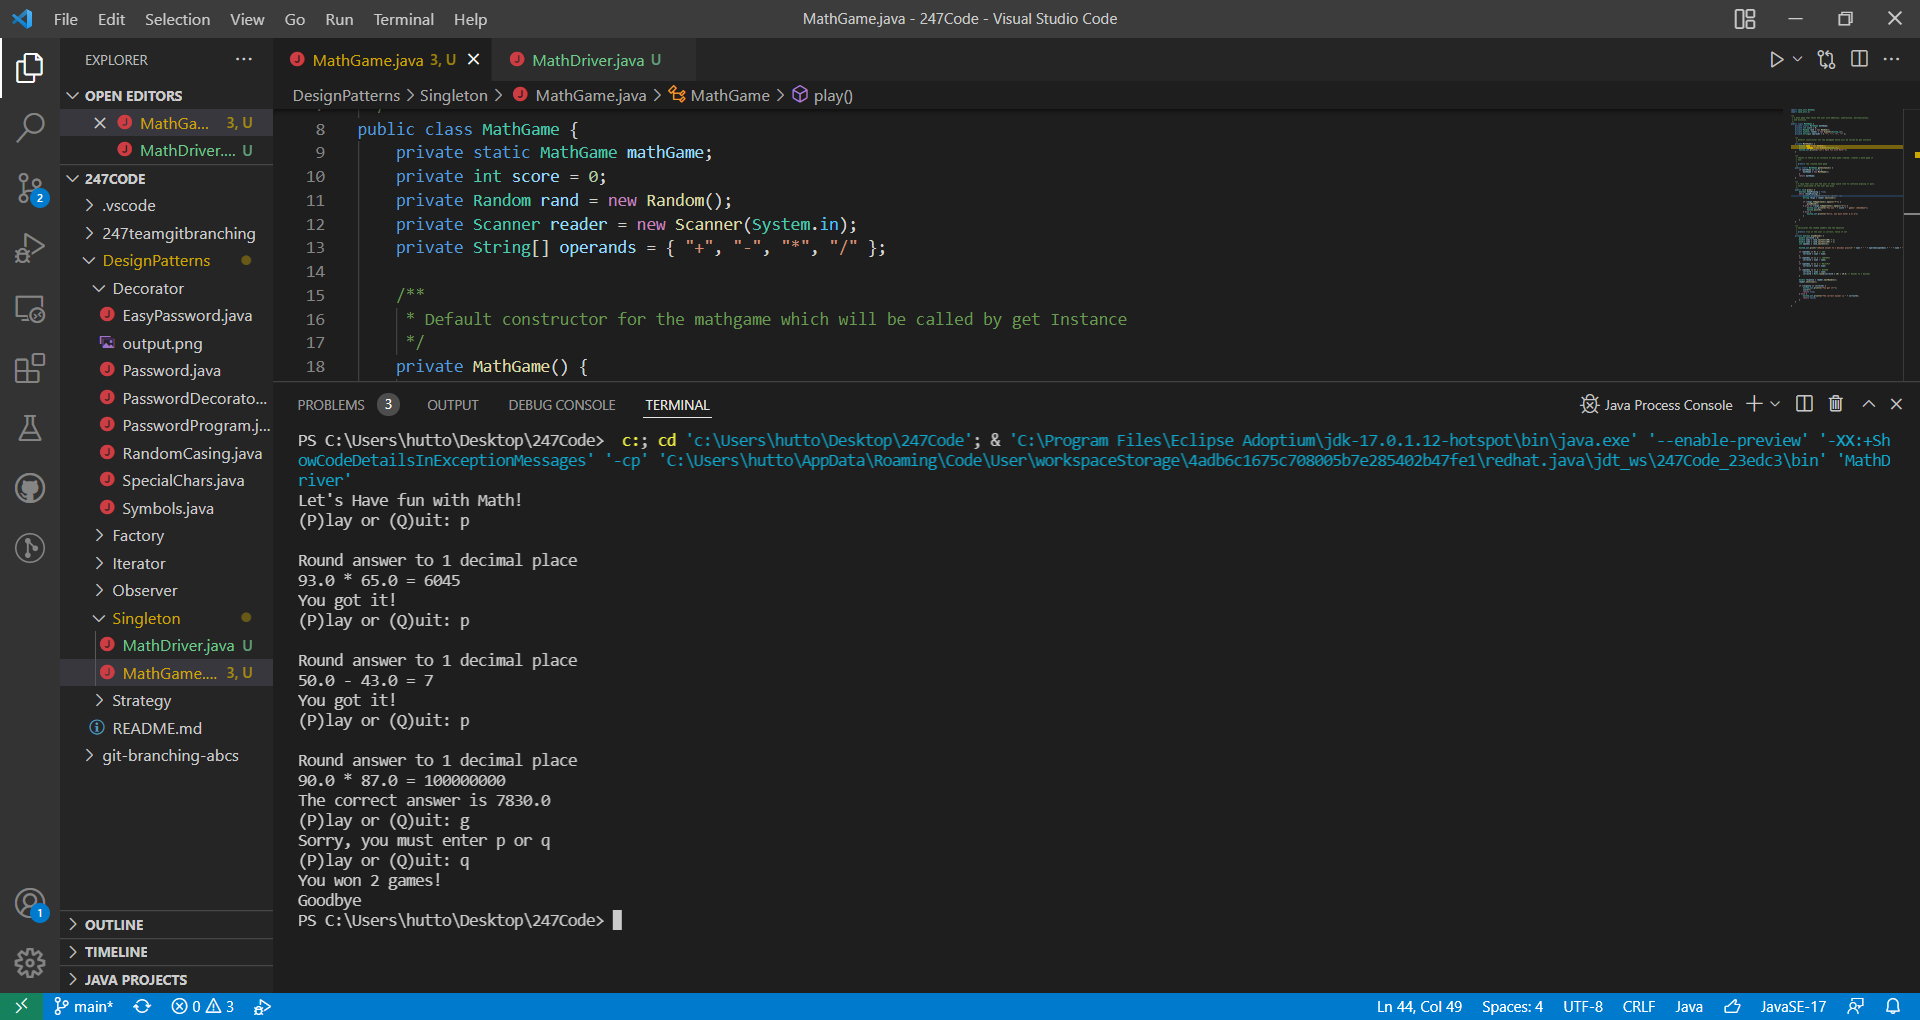 File Edit Selection View Go Run Terminal Help
MathGame.java - 247Code - Visual Studio Code
EXPLORER
OPEN EDITORS
MathGa... 3, U
MathDriver.... U
247CODE
.vscode
247teamgitbranching
DesignPatterns
Decorator
EasyPassword.java
output.png
Password.java
PasswordDecorato...
PasswordProgram.j...
RandomCasing.java
SpecialChars.java
Symbols.java
Factory
Iterator
Observer
Singleton
MathDriver.java U
MathGame.... 3, U
Strategy
README.md
git-branching-abcs
OUTLINE
TIMELINE
JAVA PROJECTS
2
1
MathGame.java 3, U
MathDriver.java U
DesignPatterns > Singleton > MathGame.java > MathGame > play()
8 public class MathGame {
9 private static MathGame mathGame;
10 private int score = 0;
11 private Random rand = new Random();
12 private Scanner reader = new Scanner(System.in);
13 private String[] operands = { "+", "-", "*", "/" };
14
15 /**
16 * Default constructor for the mathgame which will be called by get Instance
17 */
18 private MathGame() {
PROBLEMS 3 OUTPUT DEBUG CONSOLE TERMINAL
Java Process Console
PS C:\Users\hutto\Desktop\247Code> c:; cd 'c:\Users\hutto\Desktop\247Code'; & 'C:\Program Files\Eclipse Adoptium\jdk-17.0.1.12-hotspot\bin\java.exe' '--enable-preview' '-XX:+Sh
owCodeDetailsInExceptionMessages' '-cp' 'C:\Users\hutto\AppData\Roaming\Code\User\workspaceStorage\4adb6c1675c708005b7e285402b47fe1\redhat.java\jdt_ws\247Code_23edc3\bin' 'MathD
river'
Let's Have fun with Math!
(P)lay or (Q)uit: p
Round answer to 1 decimal place
93.0 * 65.0 = 6045
You got it!
(P)lay or (Q)uit: p
Round answer to 1 decimal place
50.0 - 43.0 = 7
You got it!
(P)lay or (Q)uit: p
Round answer to 1 decimal place
90.0 * 87.0 = 100000000
The correct answer is 7830.0
(P)lay or (Q)uit: g
Sorry, you must enter p or q
(P)lay or (Q)uit: q
You won 2 games!
Goodbye
PS C:\Users\hutto\Desktop\247Code>
main* 0 3
Ln 44, Col 49 Spaces: 4 UTF-8 CRLF Java JavaSE-17